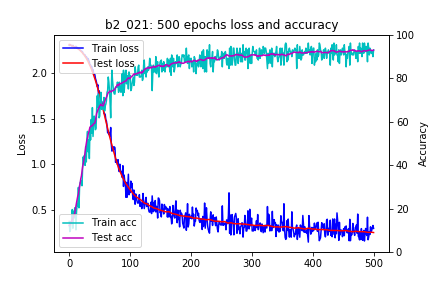 b2_021: 500 epochs loss and accuracy
Train loss
Test loss
Train acc
Test acc
Loss
2.0
1.5
1.0
0.5
Accuracy
100
80
60
40
20
0
0
100
200
300
400
500